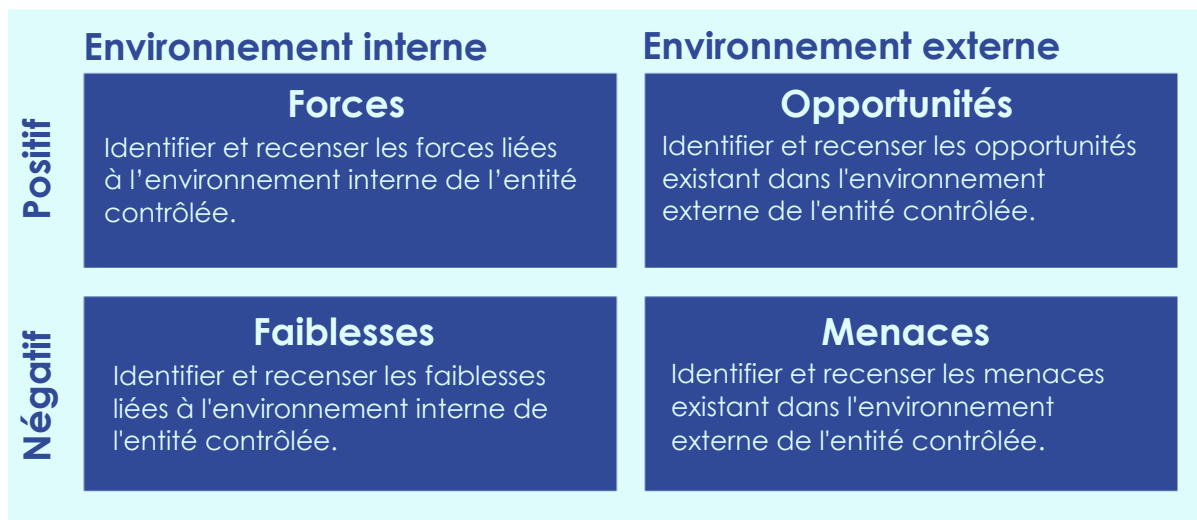 Environnement interne
Environnement externe
Positif
Forces
Identifier et recenser les forces liées
à l’environnement interne de l’entité
contrôlée.
Opportunités
Identifier et recenser les opportunités
existant dans l'environnement
externe de l'entité contrôlée.
Négatif
Faiblesses
Identifier et recenser les faiblesses
liées à l'environnement interne de
l'entité contrôlée.
Menaces
Identifier et recenser les menaces
existant dans l'environnement
externe de l'entité contrôlée.